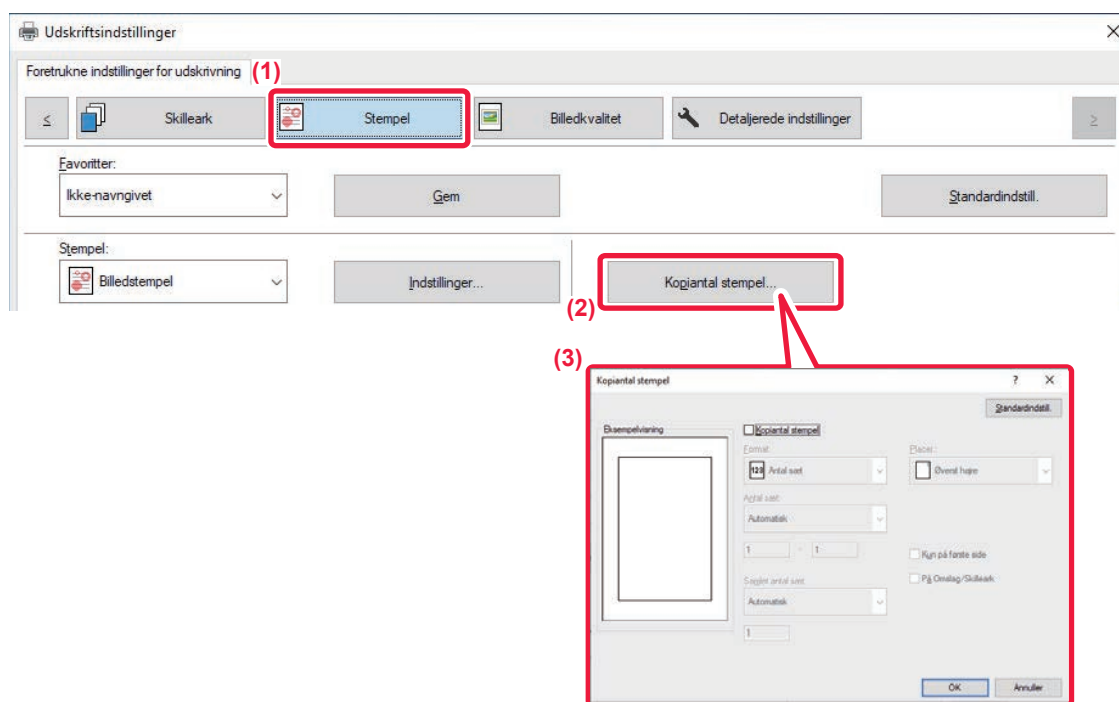 Udskriftsindstillinger
Foretrukne indstillinger for udskrivning
(1)
< Skilleark Stempel Billedkvalitet Detaljerede indstillinger >
Favoritter:
Ikke-navngivet Gem Standardindstill.
Stempel:
Billedstempel Indstillinger... Kopiantal stempel...
(2)
(3)
Kopiantal stempel ? X
Standardindstill.
Eksempelvisning Kopiantal stempel
Format: Placer.:
123 Antal sæt Øverst højre
Antal sæt:
Automatisk
1 - 1 Kun på første side
Samlet antal sæt: På Omslag/Skilleark
Automatisk
1
OK Annuller